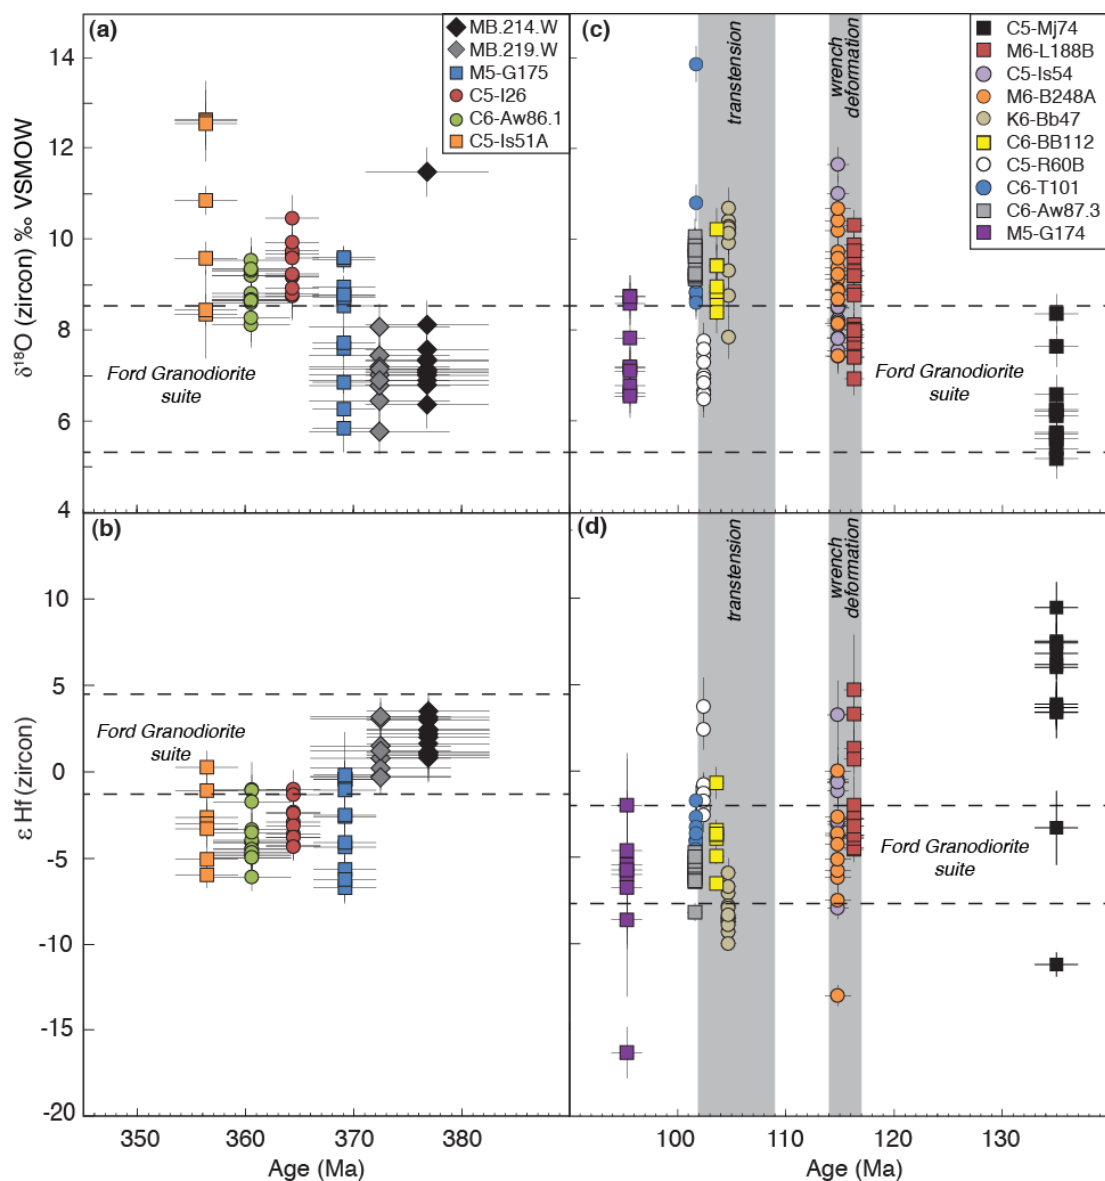 (a)
MB.214.W
MB.219.W
M5-G175
C5-I26
C6-Aw86.1
C5-Is51A
14
12
10
8
6
4
δ¹⁸O (zircon) ‰ VSMOW
Ford Granodiorite
suite
(c)
transtension
wrench
deformation
C5-Mj74
M6-L188B
C5-Is54
M6-B248A
K6-Bb47
C6-BB112
C5-R60B
C6-T101
C6-Aw87.3
M5-G174
Ford Granodiorite
suite
(b)
10
5
0
-5
-10
-15
-20
ε Hf (zircon)
Ford Granodiorite
suite
350
360
370
380
Age (Ma)
(d)
transtension
wrench
deformation
Ford Granodiorite
suite
100
110
120
130
Age (Ma)